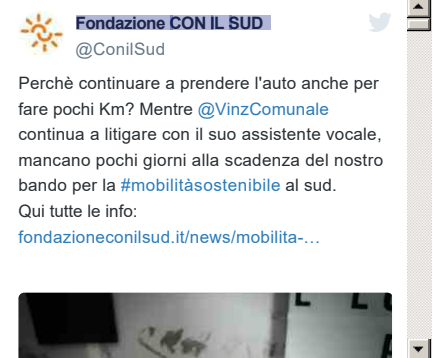 Fondazione CON IL SUD
@ConilSud
Perchè continuare a prendere l'auto anche per
fare pochi Km? Mentre @VinzComunale
continua a litigare con il suo assistente vocale,
mancano pochi giorni alla scadenza del nostro
bando per la #mobilitàsostenibile al sud.
Qui tutte le info:
fondazioneconilsud.it/news/mobilita-…